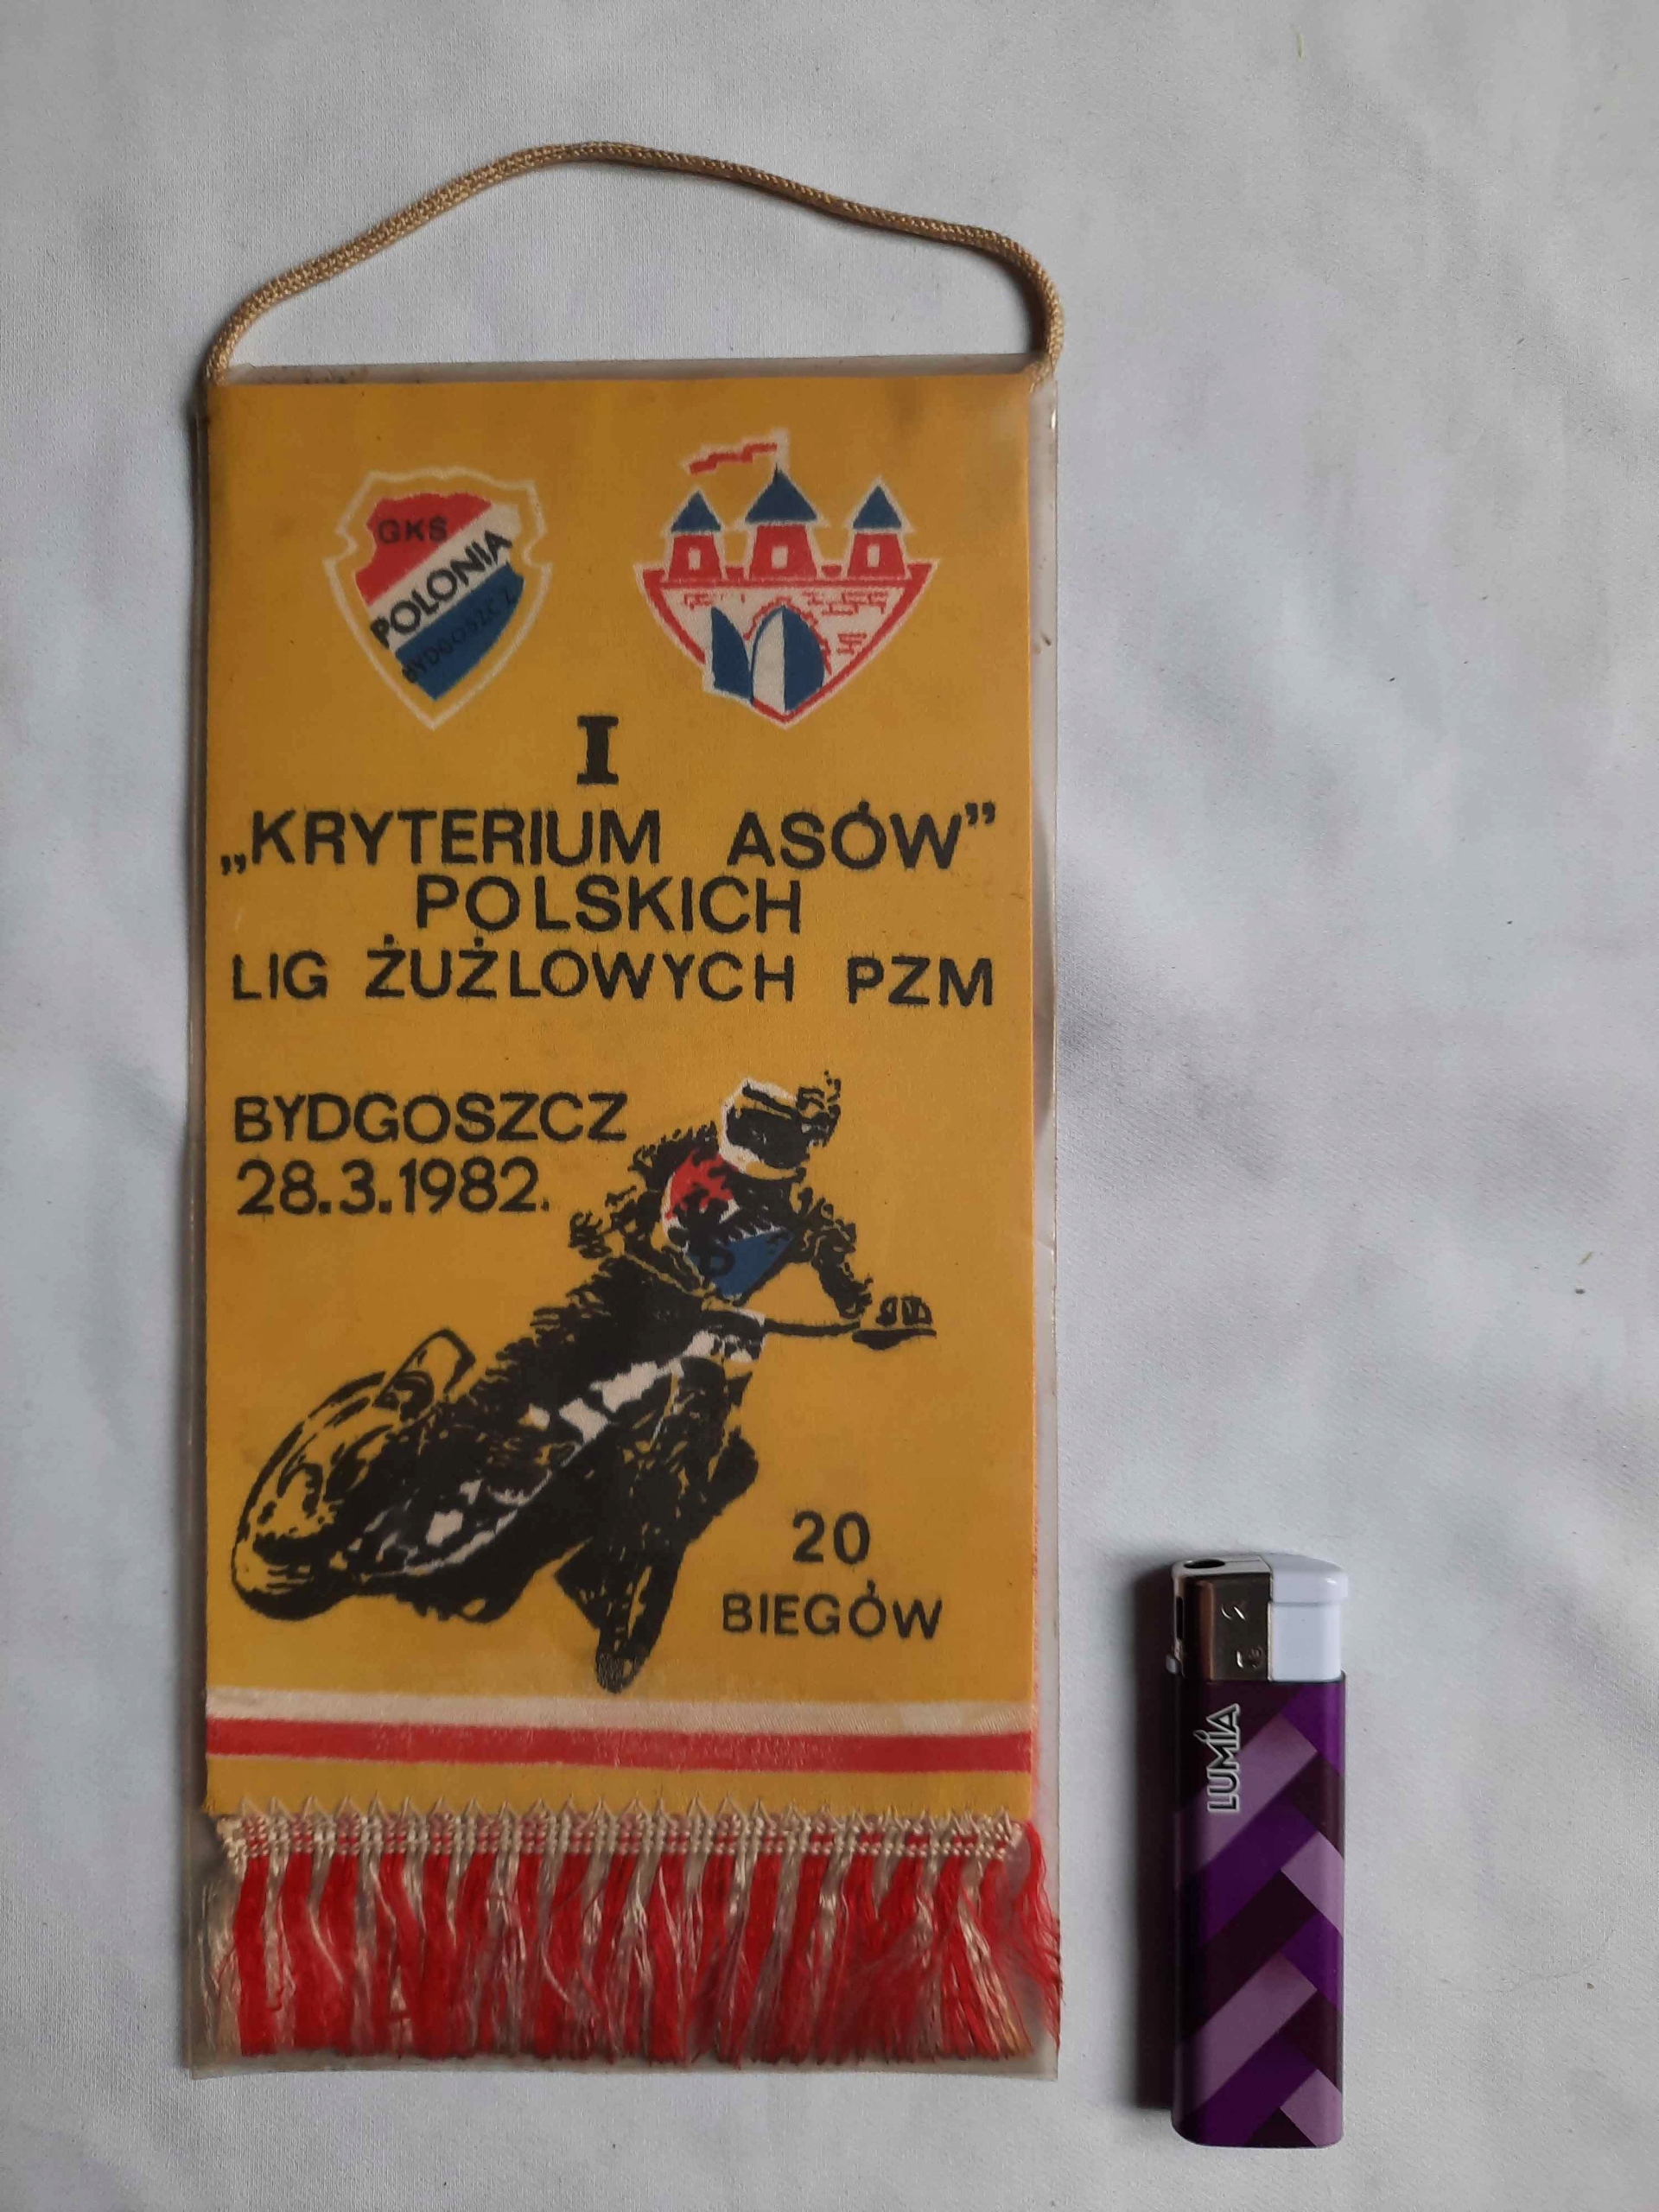 GKS
POLONIA
BYDGOSZCZ
I
„KRYTERIUM ASÓW”
POLSKICH
LIG ŻUŻLOWYCH PZM
BYDGOSZCZ
28.3.1982.
20
BIEGÓW
LUMIA